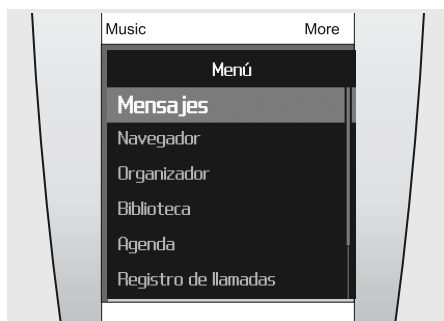 Music More
Menú
Mensajes
Navegador
Organizador
Biblioteca
Agenda
Registro de llamadas